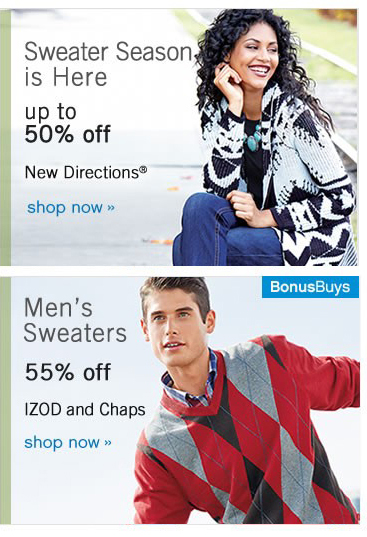 Sweater Season
is Here
up to
50% off
New Directions®
shop now »
BonusBuys
Men's
Sweaters
55% off
IZOD and Chaps
shop now »